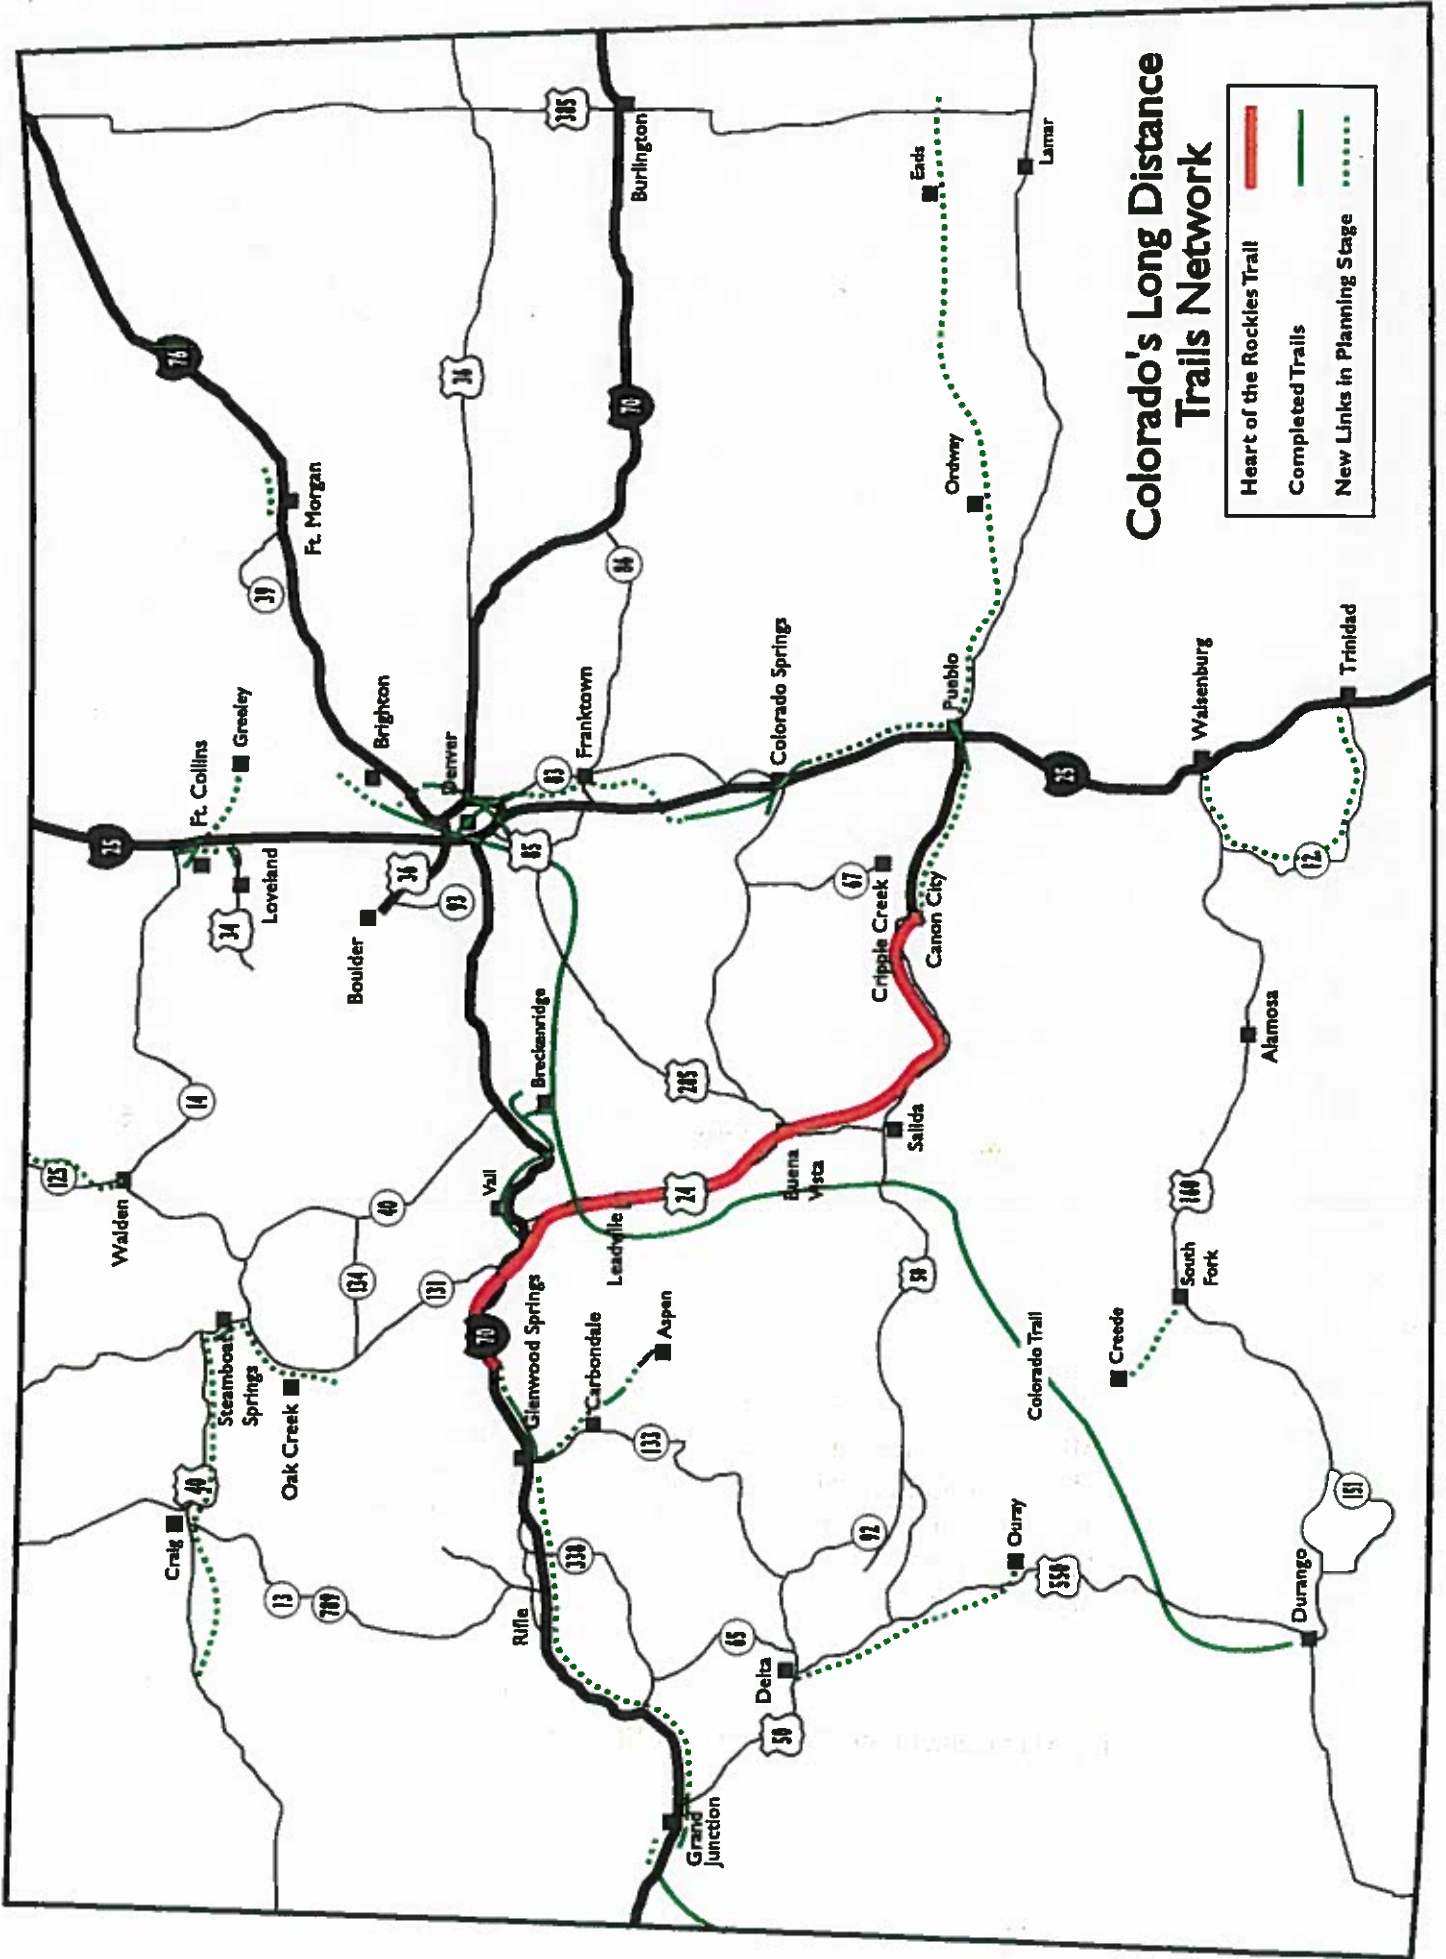 Colorado's Long Distance
Trails Network
Heart of the Rockies Trail
Completed Trails
New Links in Planning Stage
125
Walden
14
25
Ft. Collins
Greeley
34
Loveland
39
Ft. Morgan
76
385
Craig
40
Steamboat
Springs
Oak Creek
134
40
131
13
789
Boulder
36
93
Brighton
Denver
36
Burlington
70
86
83
Franktown
85
Rifle
330
Glenwood Springs
70
Vail
Breckenridge
Leadville
Carbondale
Aspen
133
24
285
Buena
Vista
Grand
Junction
50
65
Delta
92
50
Salida
67
Cripple Creek
Canon City
Colorado Springs
Pueblo
Ordway
Eads
Lamar
Ouray
550
Colorado Trail
Creede
South
Fork
160
Alamosa
25
Walsenburg
12
Trinidad
Durango
151